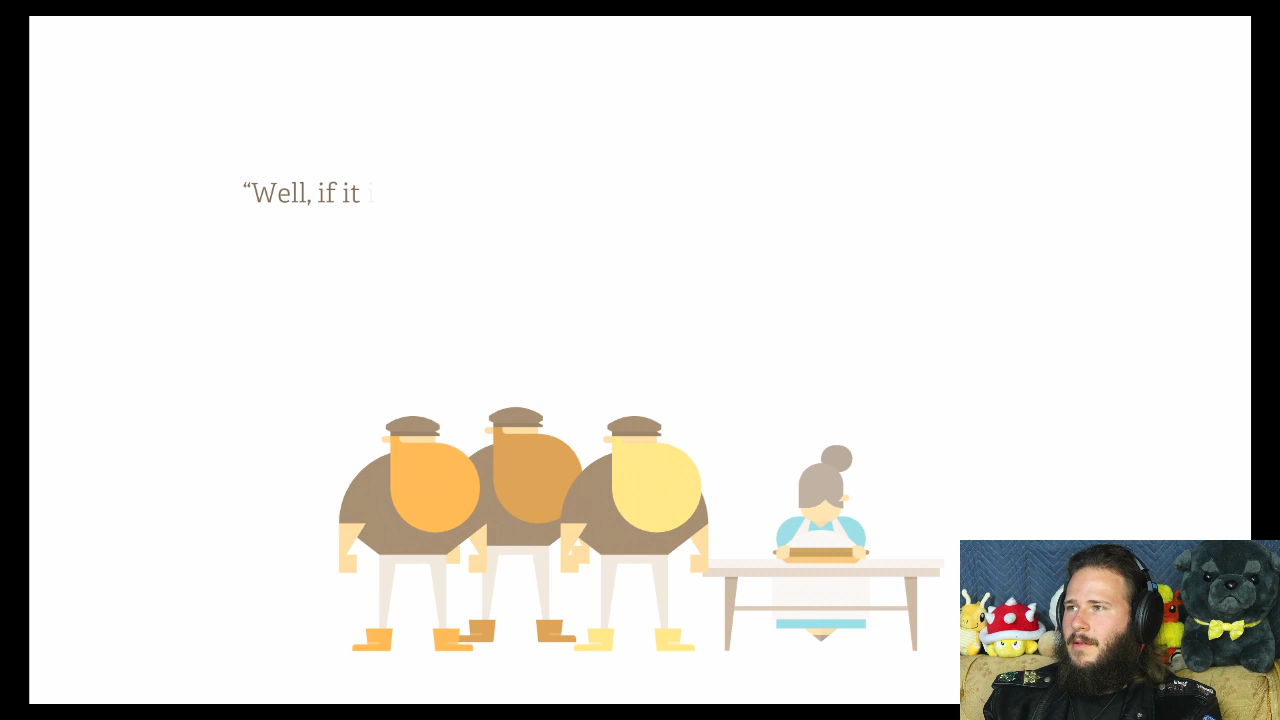 “Well, if it i